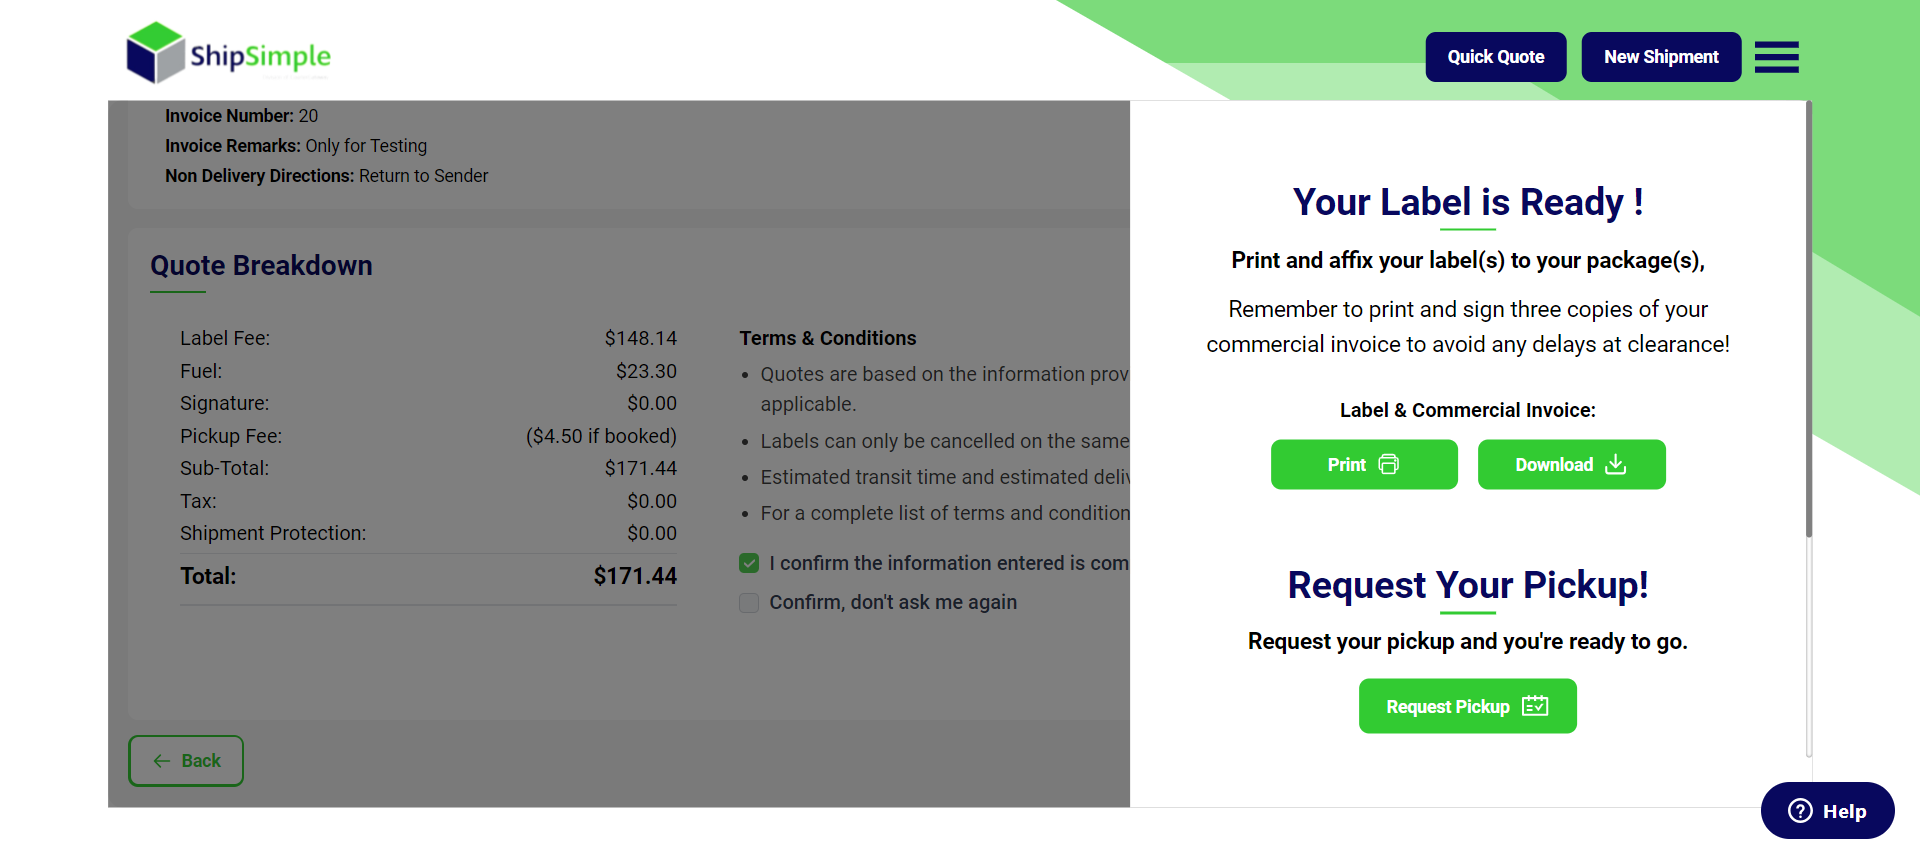 ShipSimple
Quick Quote
New Shipment
Invoice Number: 20
Invoice Remarks: Only for Testing
Non Delivery Directions: Return to Sender
Quote Breakdown
Label Fee: $148.14
Fuel: $23.30
Signature: $0.00
Pickup Fee: ($4.50 if booked)
Sub-Total: $171.44
Tax: $0.00
Shipment Protection: $0.00
Total: $171.44
Terms & Conditions
• Quotes are based on the information prov
applicable.
• Labels can only be cancelled on the same
• Estimated transit time and estimated deliv
• For a complete list of terms and condition
I confirm the information entered is com
Confirm, don't ask me again
Back
Your Label is Ready !
Print and affix your label(s) to your package(s),
Remember to print and sign three copies of your
commercial invoice to avoid any delays at clearance!
Label & Commercial Invoice:
Print
Download
Request Your Pickup!
Request your pickup and you're ready to go.
Request Pickup
Help